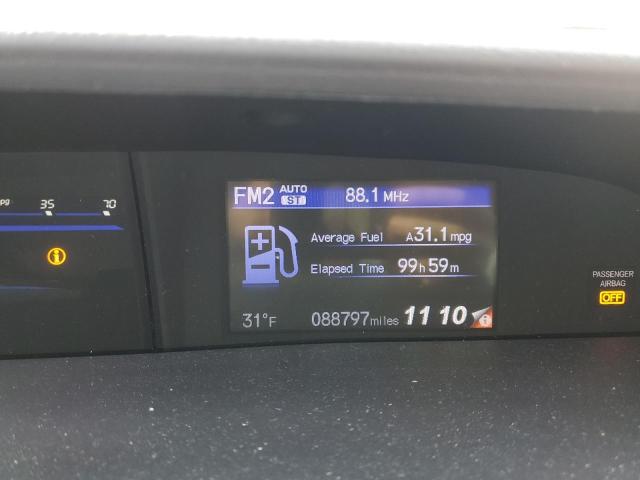 FM2 AUTO ST 88.1 MHz
35 70
Average Fuel A31.1 mpg
Elapsed Time 99h 59m
PASSENGER
AIRBAG
OFF
31°F 088797 miles 11 10